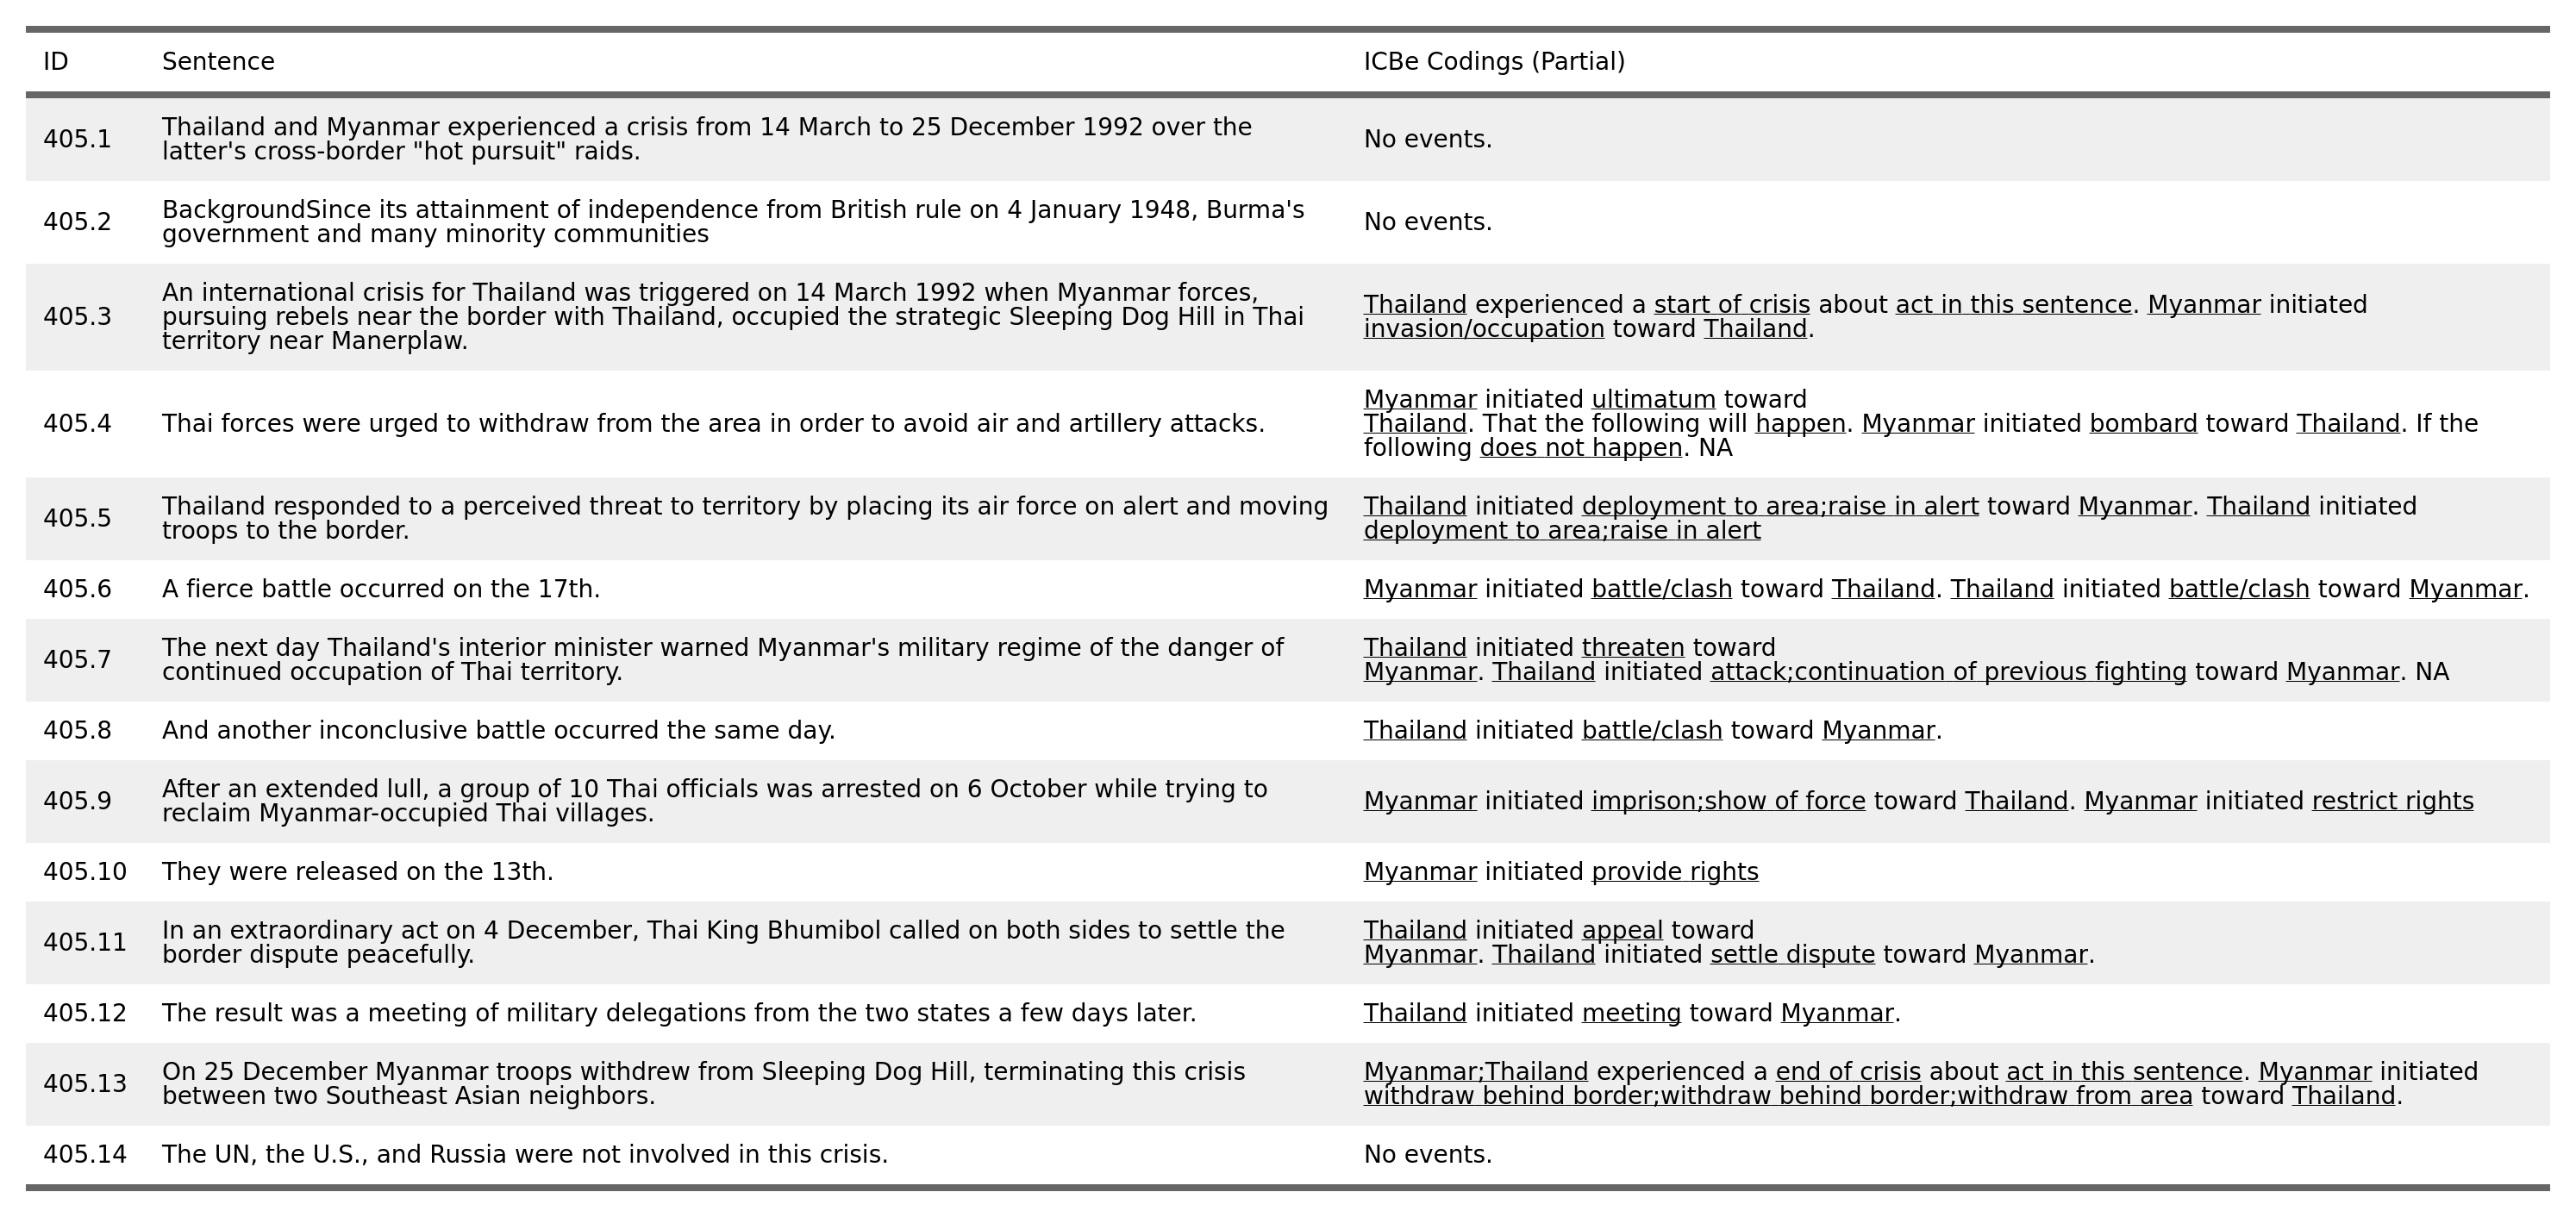 ID Sentence ICBe Codings (Partial)
405.1 Thailand and Myanmar experienced a crisis from 14 March to 25 December 1992 over the
latter's cross-border "hot pursuit" raids.
No events.
405.2 BackgroundSince its attainment of independence from British rule on 4 January 1948, Burma's
government and many minority communities
No events.
405.3 An international crisis for Thailand was triggered on 14 March 1992 when Myanmar forces,
pursuing rebels near the border with Thailand, occupied the strategic Sleeping Dog Hill in Thai
territory near Manerplaw.
Thailand experienced a start of crisis about act in this sentence. Myanmar initiated
invasion/occupation toward Thailand.
405.4 Thai forces were urged to withdraw from the area in order to avoid air and artillery attacks.
Myanmar initiated ultimatum toward
Thailand. That the following will happen. Myanmar initiated bombard toward Thailand. If the
following does not happen. NA
405.5 Thailand responded to a perceived threat to territory by placing its air force on alert and moving
troops to the border.
Thailand initiated deployment to area;raise in alert toward Myanmar. Thailand initiated
deployment to area;raise in alert
405.6 A fierce battle occurred on the 17th.
Myanmar initiated battle/clash toward Thailand. Thailand initiated battle/clash toward Myanmar.
405.7 The next day Thailand's interior minister warned Myanmar's military regime of the danger of
continued occupation of Thai territory.
Thailand initiated threaten toward
Myanmar. Thailand initiated attack;continuation of previous fighting toward Myanmar. NA
405.8 And another inconclusive battle occurred the same day.
Thailand initiated battle/clash toward Myanmar.
405.9 After an extended lull, a group of 10 Thai officials was arrested on 6 October while trying to
reclaim Myanmar-occupied Thai villages.
Myanmar initiated imprison;show of force toward Thailand. Myanmar initiated restrict rights
405.10 They were released on the 13th.
Myanmar initiated provide rights
405.11 In an extraordinary act on 4 December, Thai King Bhumibol called on both sides to settle the
border dispute peacefully.
Thailand initiated appeal toward
Myanmar. Thailand initiated settle dispute toward Myanmar.
405.12 The result was a meeting of military delegations from the two states a few days later.
Thailand initiated meeting toward Myanmar.
405.13 On 25 December Myanmar troops withdrew from Sleeping Dog Hill, terminating this crisis
between two Southeast Asian neighbors.
Myanmar;Thailand experienced a end of crisis about act in this sentence. Myanmar initiated
withdraw behind border;withdraw behind border;withdraw from area toward Thailand.
405.14 The UN, the U.S., and Russia were not involved in this crisis.
No events.